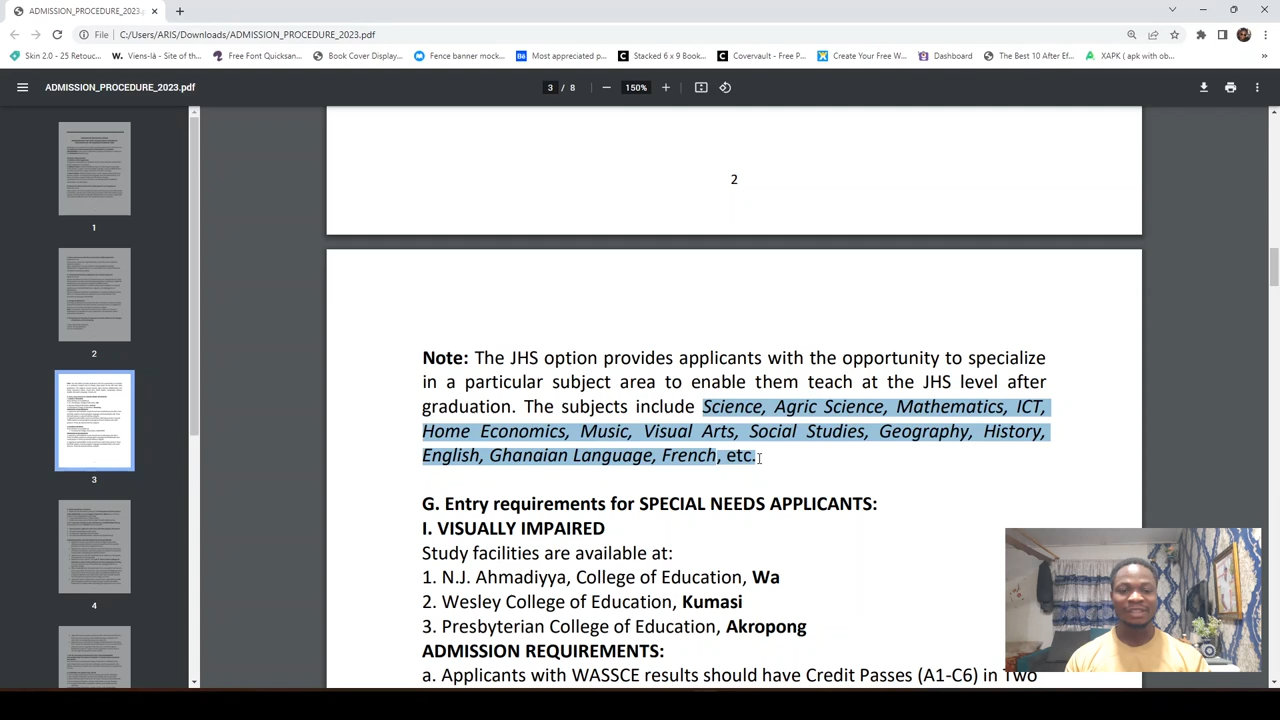 ADMISSION_PROCEDURE_2023.pdf
File C:/Users/ARIS/Downloads/ADMISSION_PROCEDURE_2023.pdf
Skin 2.0 - 25 Retouc... Viens-là - Site of th... Free Font Quicksan... Book Cover Display... Fence banner mock... Most appreciated p... Stacked 6 x 9 Book... Covervault - Free P... Create Your Free W... Dashboard The Best 10 After Ef... XAPK ( apk with ob...
ADMISSION_PROCEDURE_2023.pdf 3 / 8 150%
1
2
3
4
2
Note: The JHS option provides applicants with the opportunity to specialize
in a particular subject area to enable them teach at the JHS level after
graduation. The subjects include Science, Agric Science, Mathematics, ICT,
Home Economics, Music, Visual Arts, Social Studies, Geography, History,
English, Ghanaian Language, French, etc.
G. Entry requirements for SPECIAL NEEDS APPLICANTS:
I. VISUALLY IMPAIRED
Study facilities are available at:
1. N.J. Ahmadiyya, College of Education, Wa
2. Wesley College of Education, Kumasi
3. Presbyterian College of Education, Akropong
ADMISSION REQUIREMENTS:
a. Applicants with WASSCE results should have Credit Passes (A1-C6) in Two